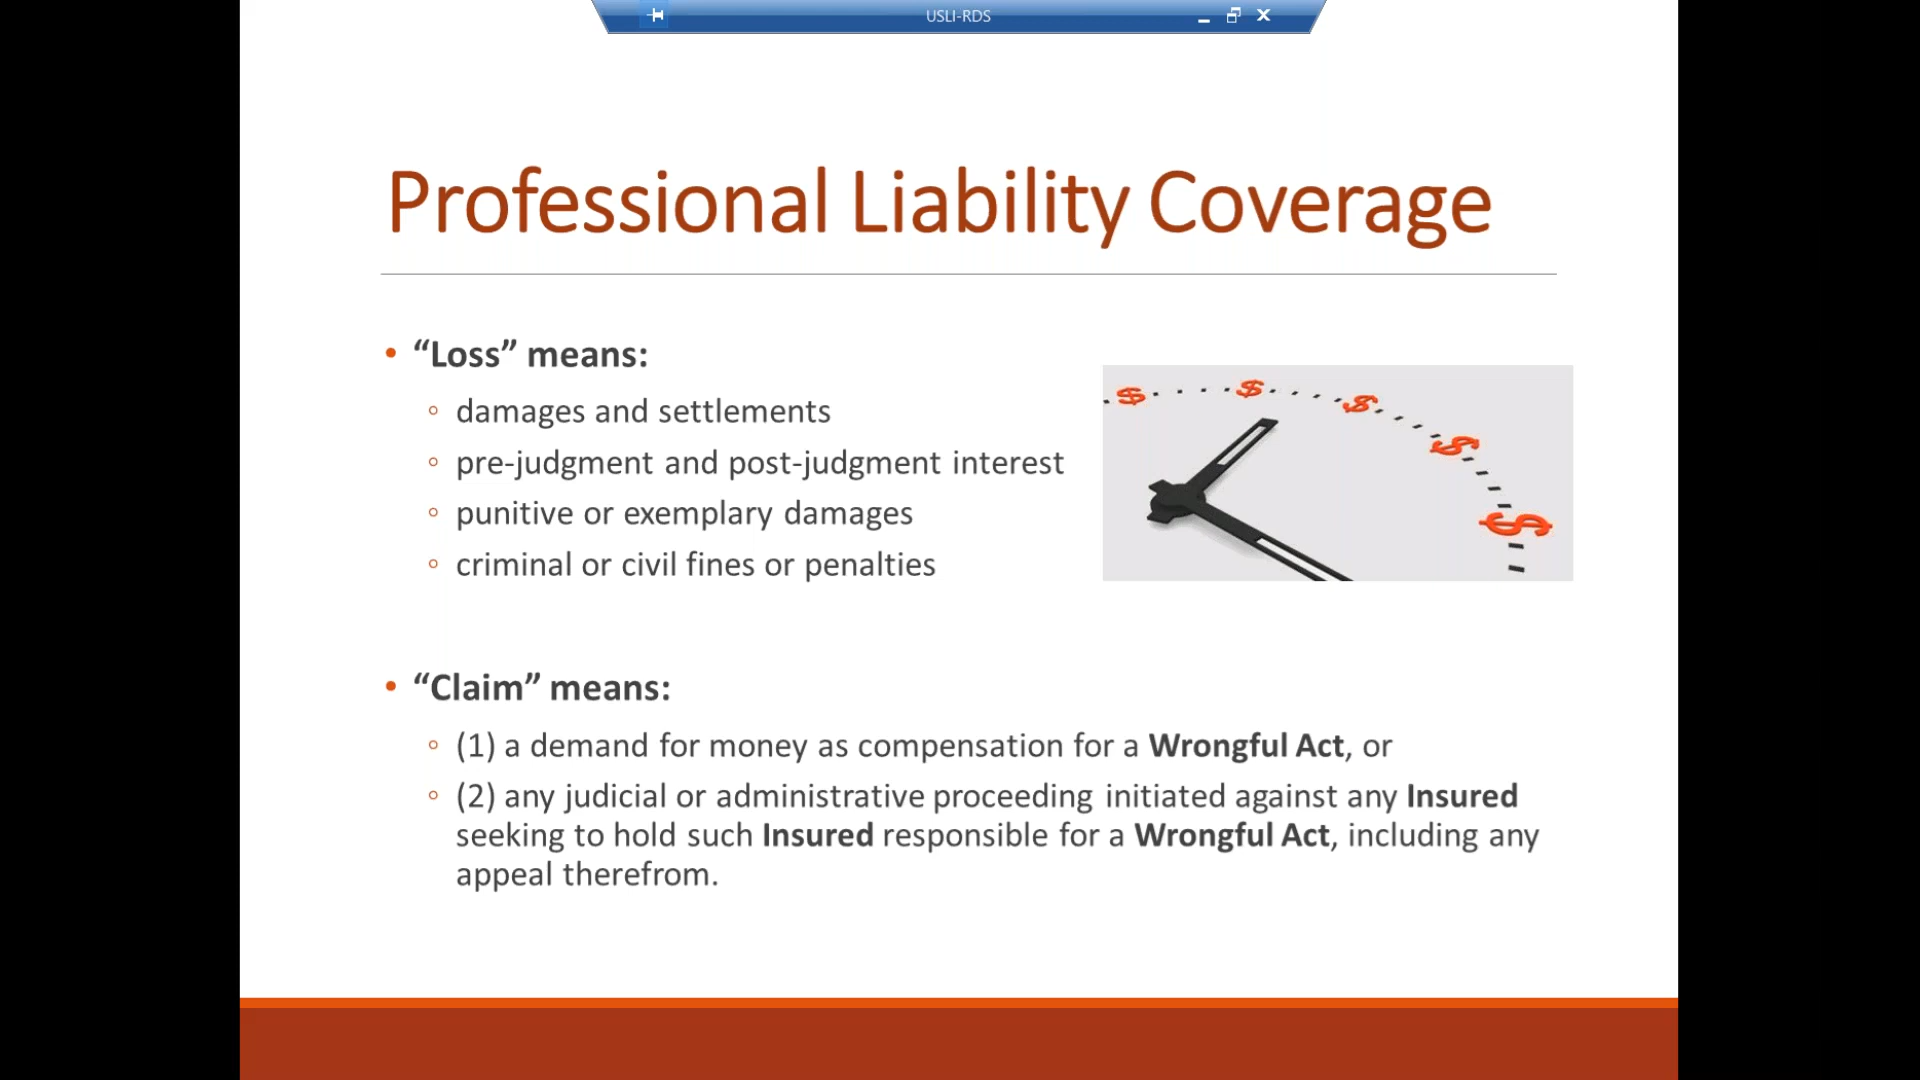 USLI-RDS
Professional Liability Coverage
• “Loss” means:
◦ damages and settlements
◦ pre-judgment and post-judgment interest
◦ punitive or exemplary damages
◦ criminal or civil fines or penalties
$ $ $ $ $
• “Claim” means:
◦ (1) a demand for money as compensation for a Wrongful Act, or
◦ (2) any judicial or administrative proceeding initiated against any Insured
seeking to hold such Insured responsible for a Wrongful Act, including any
appeal therefrom.